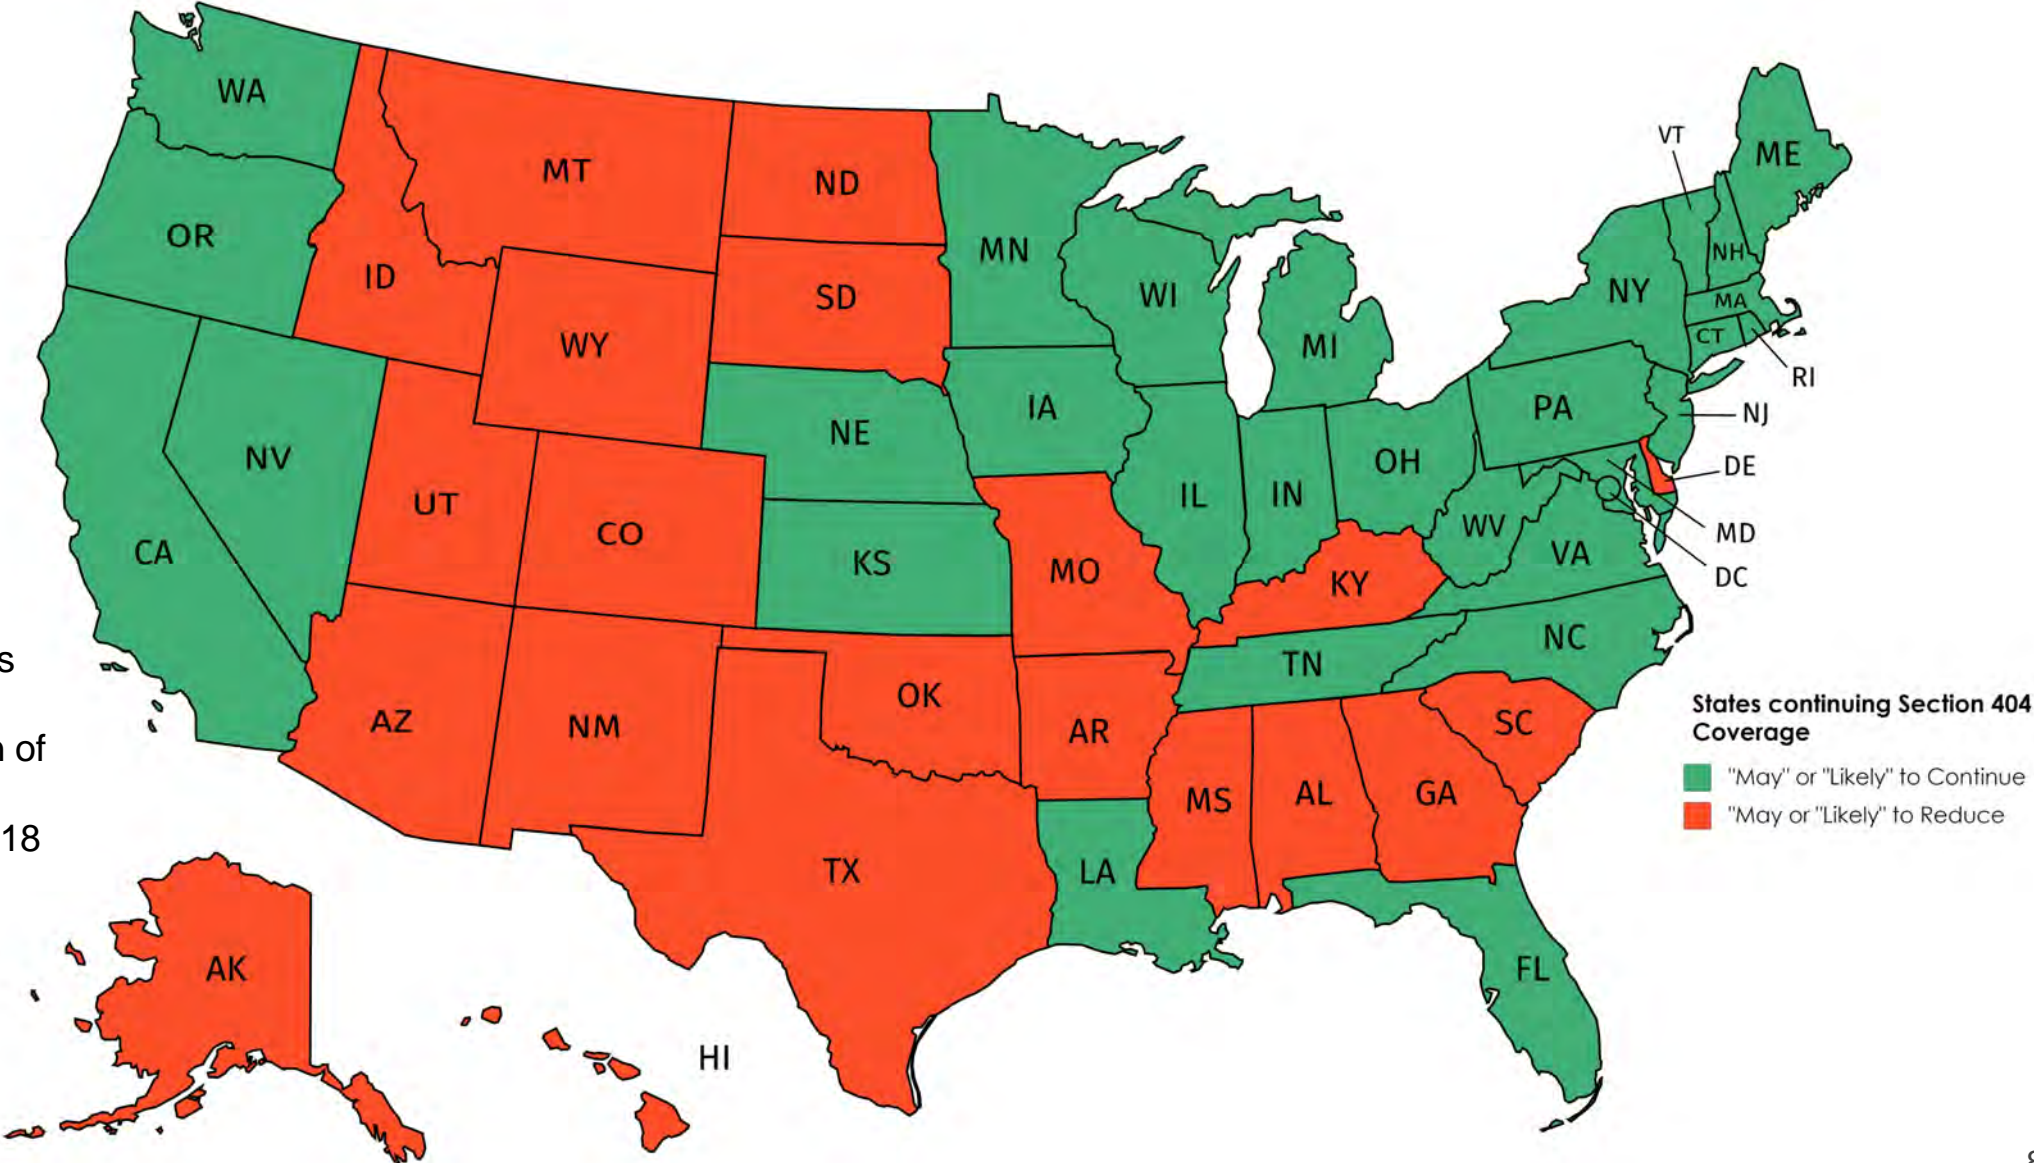 WA
MT
ND
MN
VT
ME
OR
ID
SD
WI
NH
NY
MA
WY
MI
CT
RI
NE
IA
PA
NJ
NV
OH
DE
UT
CO
IL
IN
WV
MD
CA
KS
MO
KY
VA
DC
s
TN
NC
AZ
NM
OK
AR
SC
n of
MS
AL
GA
18
TX
LA
AK
FL
HI
States continuing Section 404
Coverage
"May" or "Likely" to Continue
"May or "Likely" to Reduce